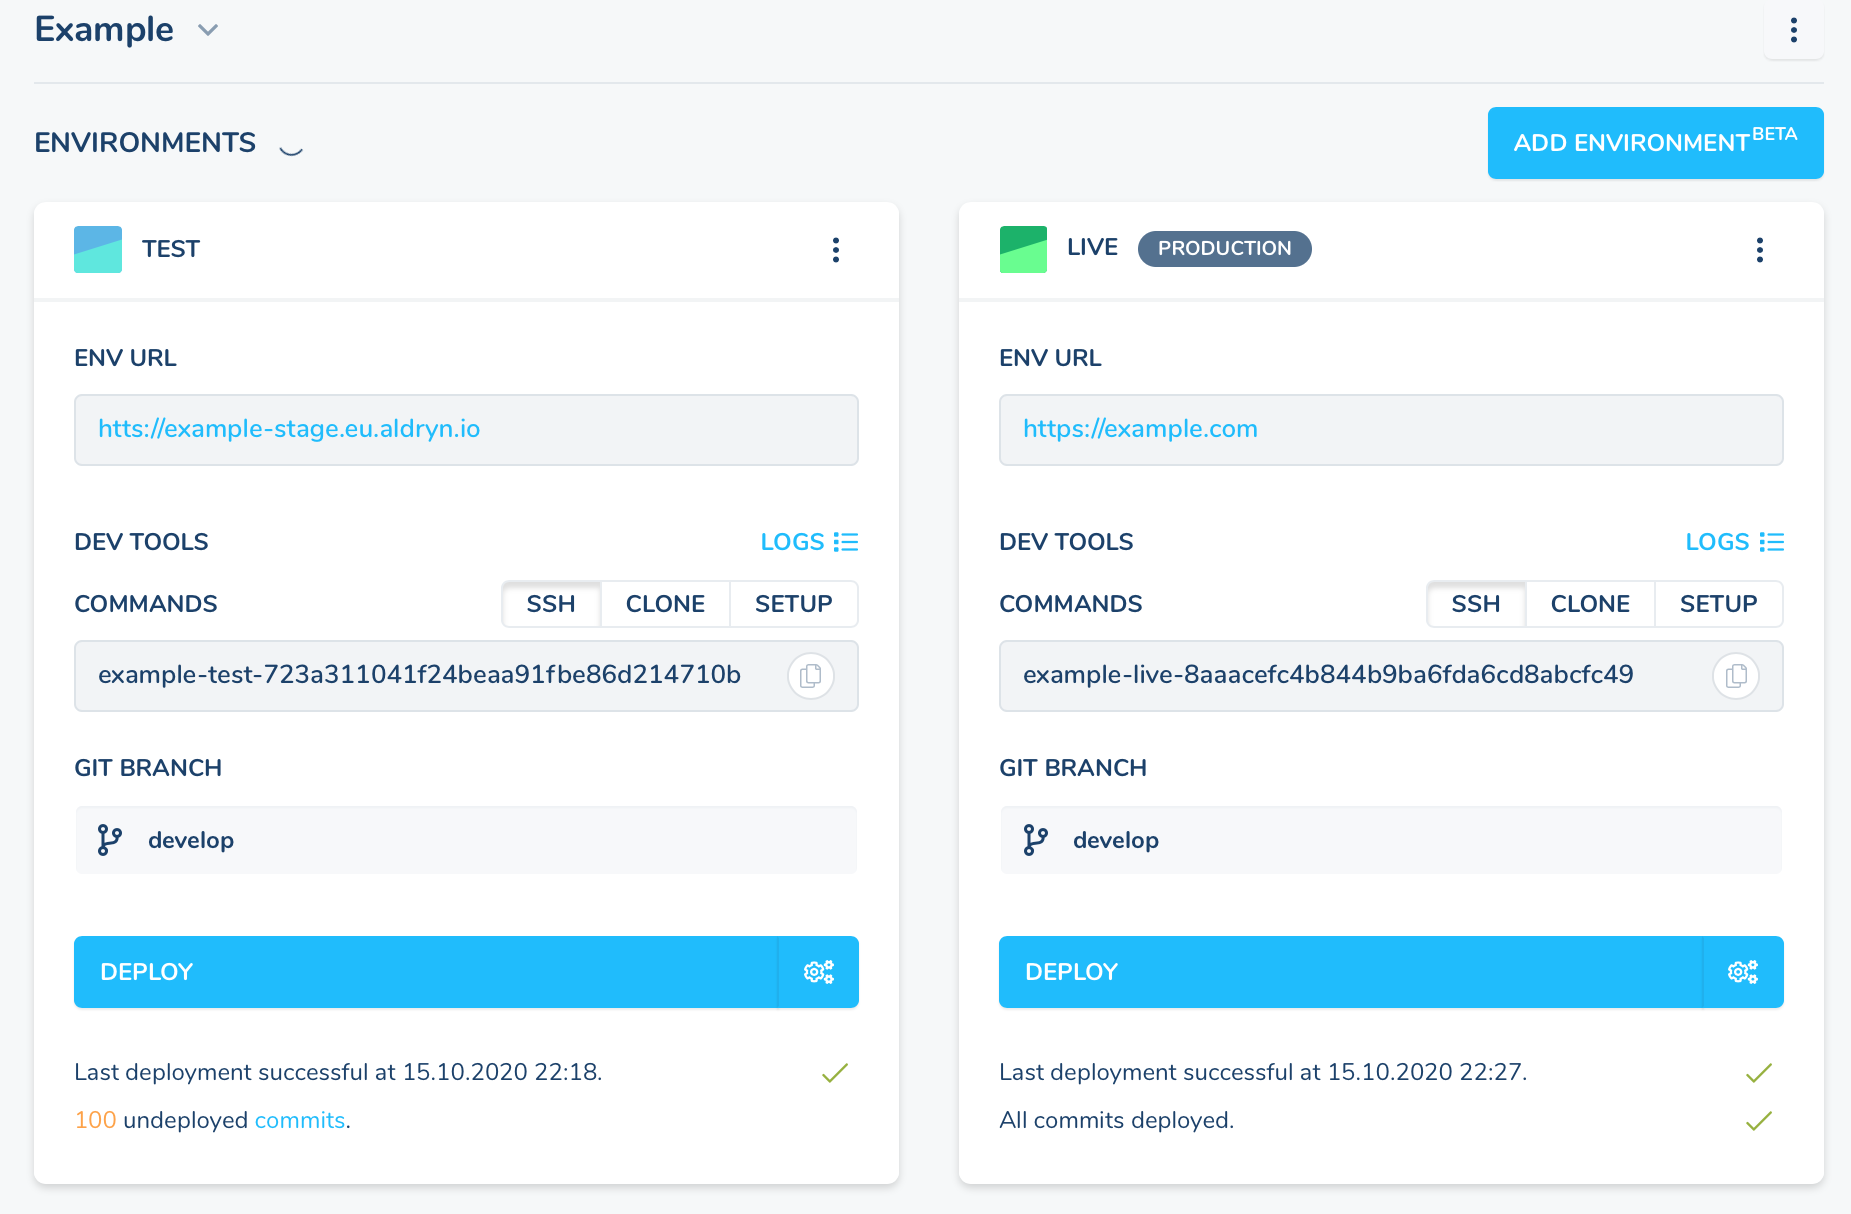 Example
ENVIRONMENTS
ADD ENVIRONMENT BETA
TEST
ENV URL
htts://example-stage.eu.aldryn.io
DEV TOOLS
LOGS
COMMANDS
SSH
CLONE
SETUP
example-test-723a311041f24beaa91fbe86d214710b
GIT BRANCH
develop
DEPLOY
Last deployment successful at 15.10.2020 22:18.
100 undeployed commits.
LIVE
PRODUCTION
ENV URL
https://example.com
DEV TOOLS
LOGS
COMMANDS
SSH
CLONE
SETUP
example-live-8aaacefc4b844b9ba6fda6cd8abcfc49
GIT BRANCH
develop
DEPLOY
Last deployment successful at 15.10.2020 22:27.
All commits deployed.